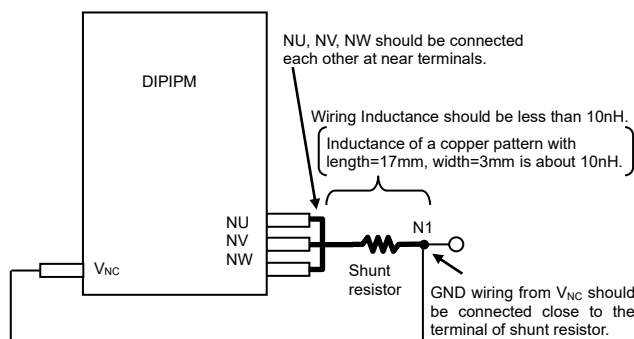 NU, NV, NW should be connected
each other at near terminals.
DIPIPM
Wiring Inductance should be less than 10nH.
Inductance of a copper pattern with
length=17mm, width=3mm is about 10nH.
NU
NV
NW
N1
VNC
Shunt
resistor
GND wiring from VNC should
be connected close to the
terminal of shunt resistor.